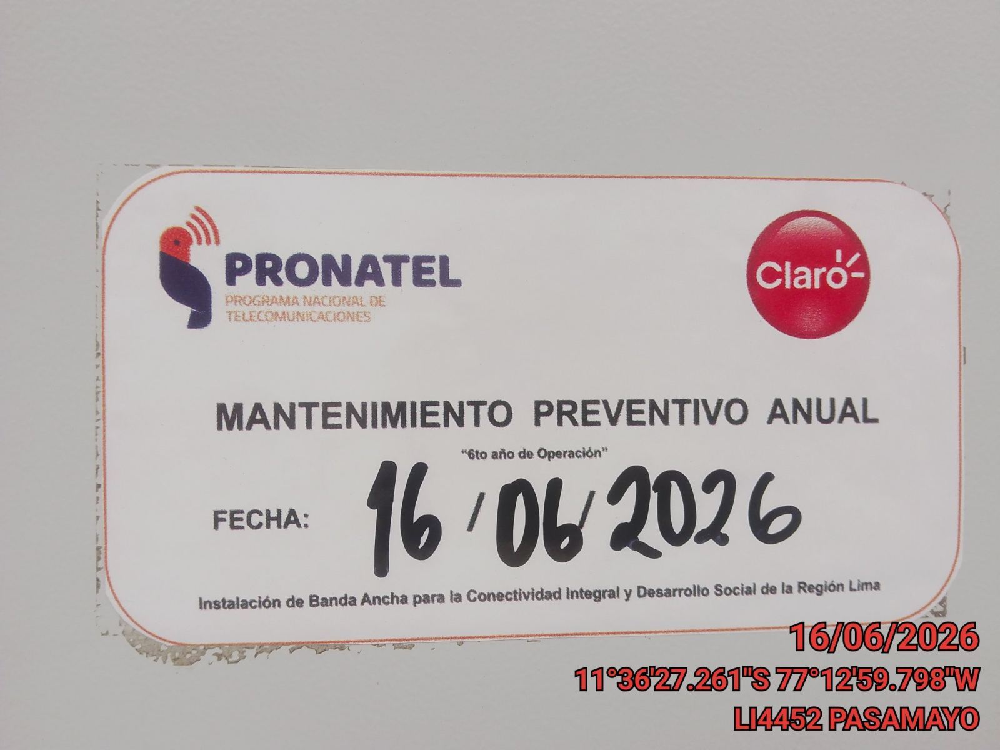 PRONATEL
PROGRAMA NACIONAL DE
TELECOMUNICACIONES
Claro
MANTENIMIENTO PREVENTIVO ANUAL
"6to año de Operación"
FECHA: 16/06/2026
Instalación de Banda Ancha para la Conectividad Integral y Desarrollo Social de la Región Lima
16/06/2026
11°36'27.261"S 77°12'59.798"W
LI4452 PASAMAYO